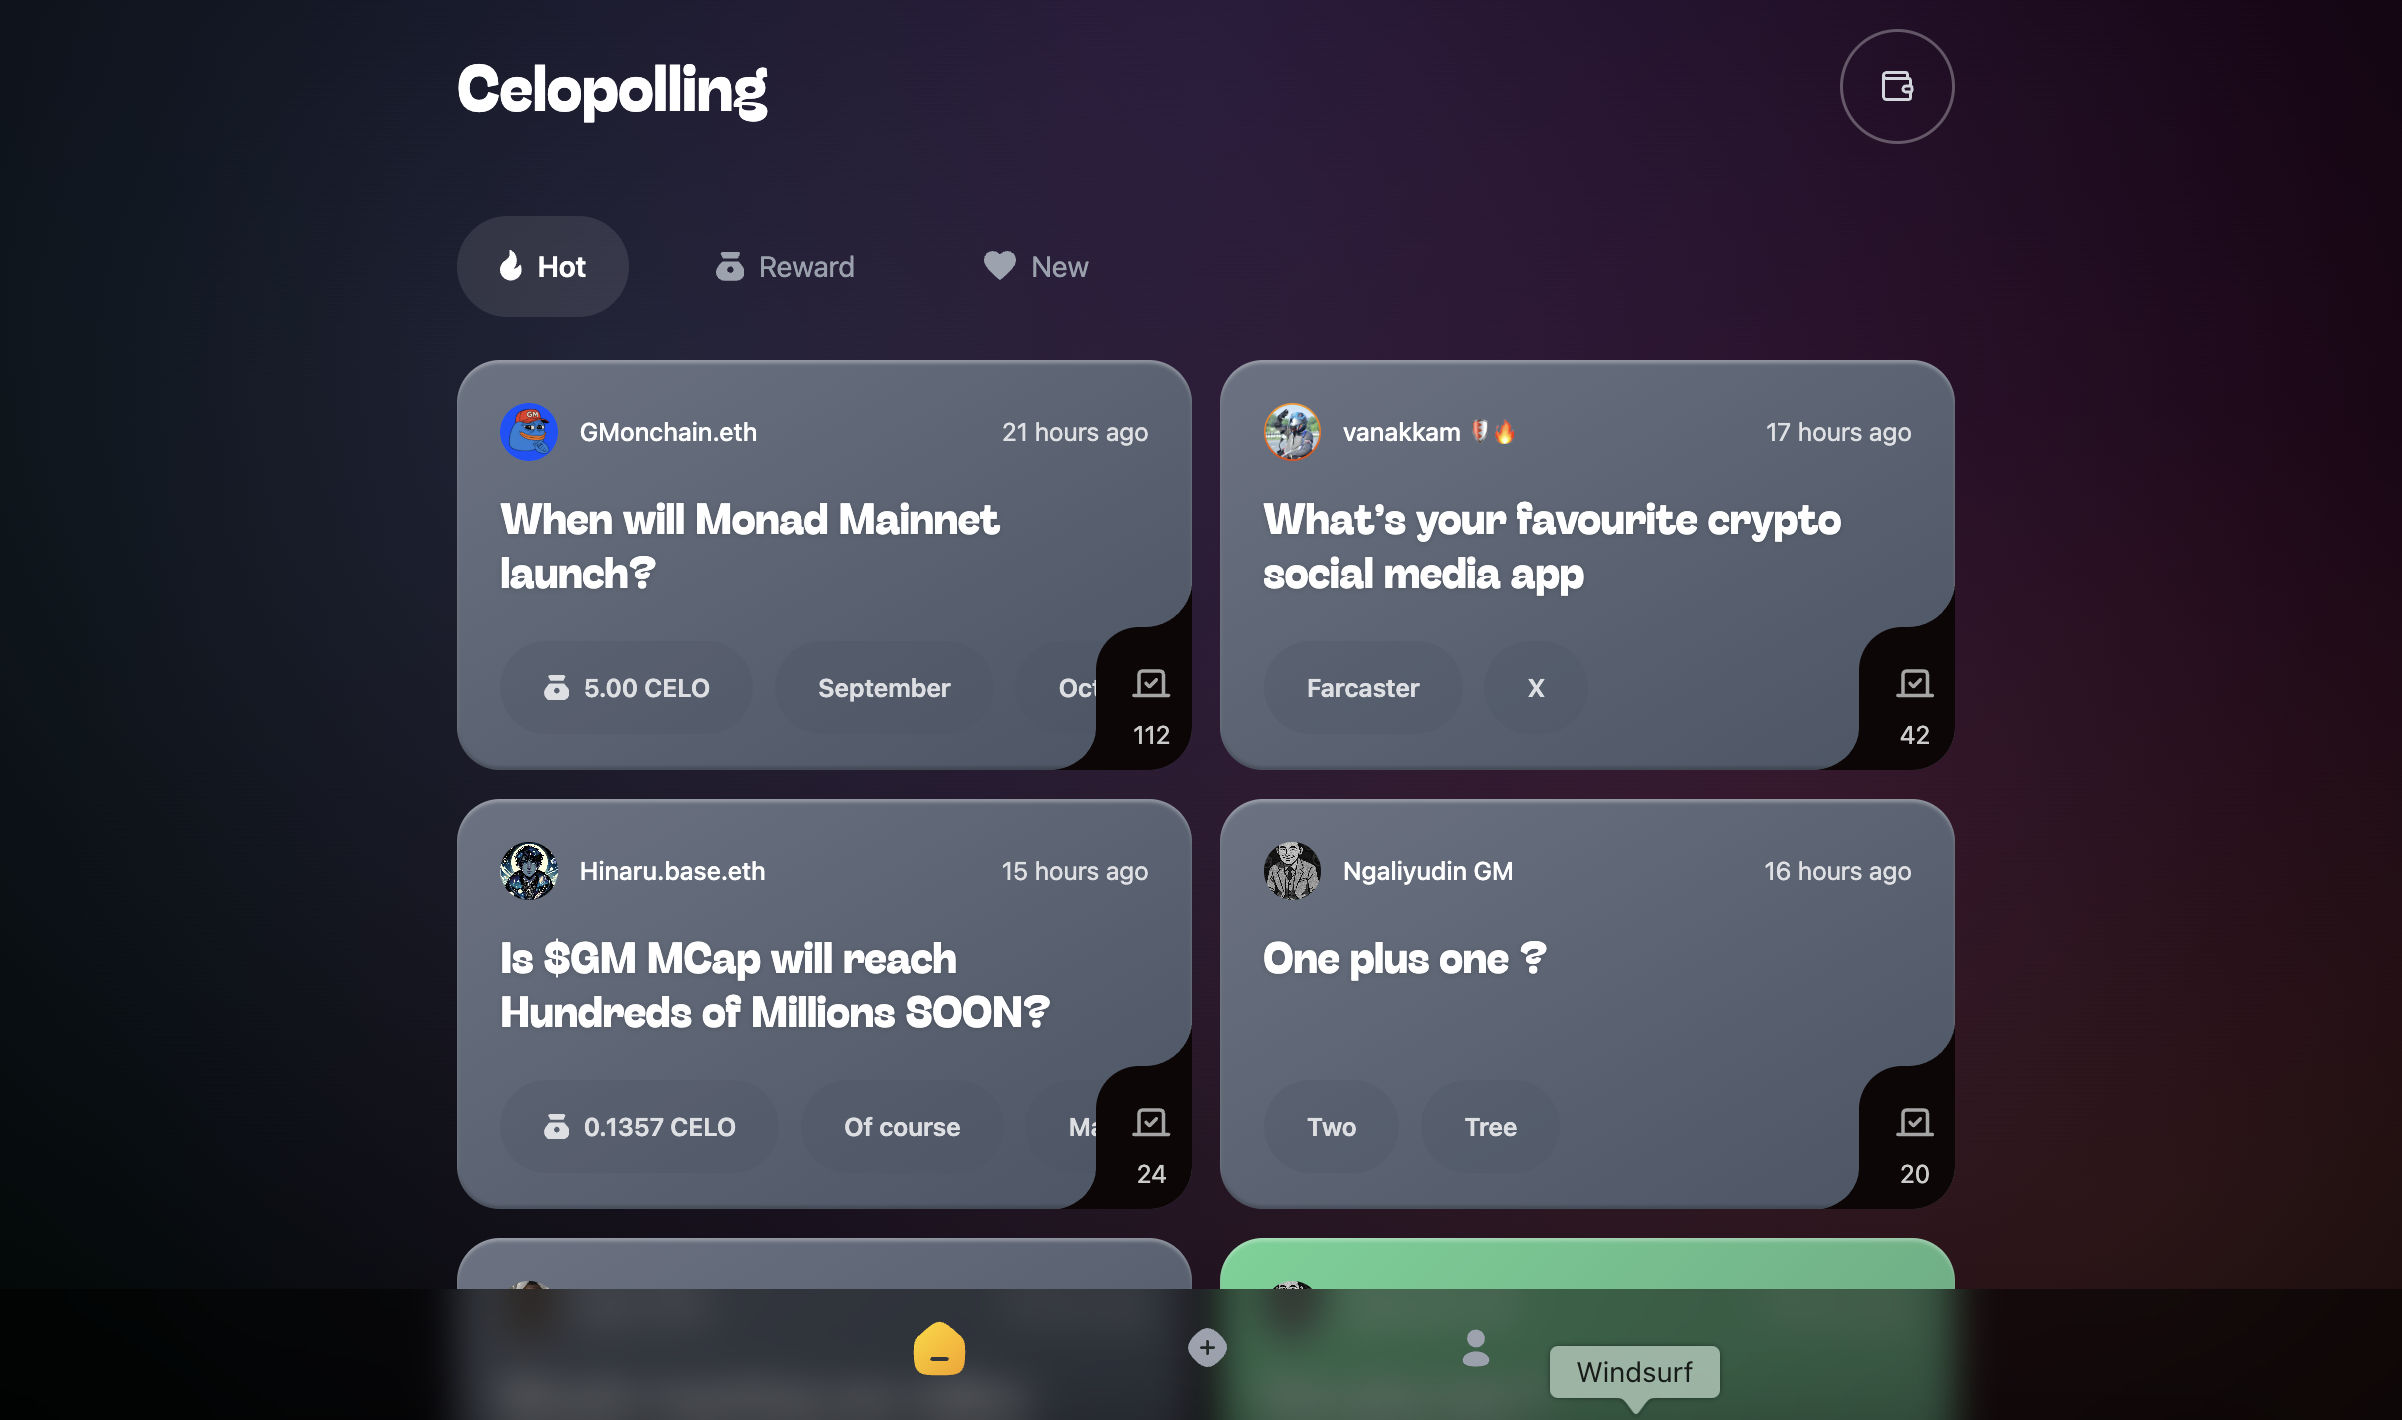 Celopolling
Hot
Reward
New
GMonchain.eth
21 hours ago
When will Monad Mainnet
launch?
5.00 CELO
September
Oct
112
vanakkam
17 hours ago
What's your favourite crypto
social media app
Farcaster
X
42
Hinaru.base.eth
15 hours ago
Is $GM MCap will reach
Hundreds of Millions SOON?
0.1357 CELO
Of course
Ma
24
Ngaliyudin GM
16 hours ago
One plus one ?
Two
Tree
20
Windsurf